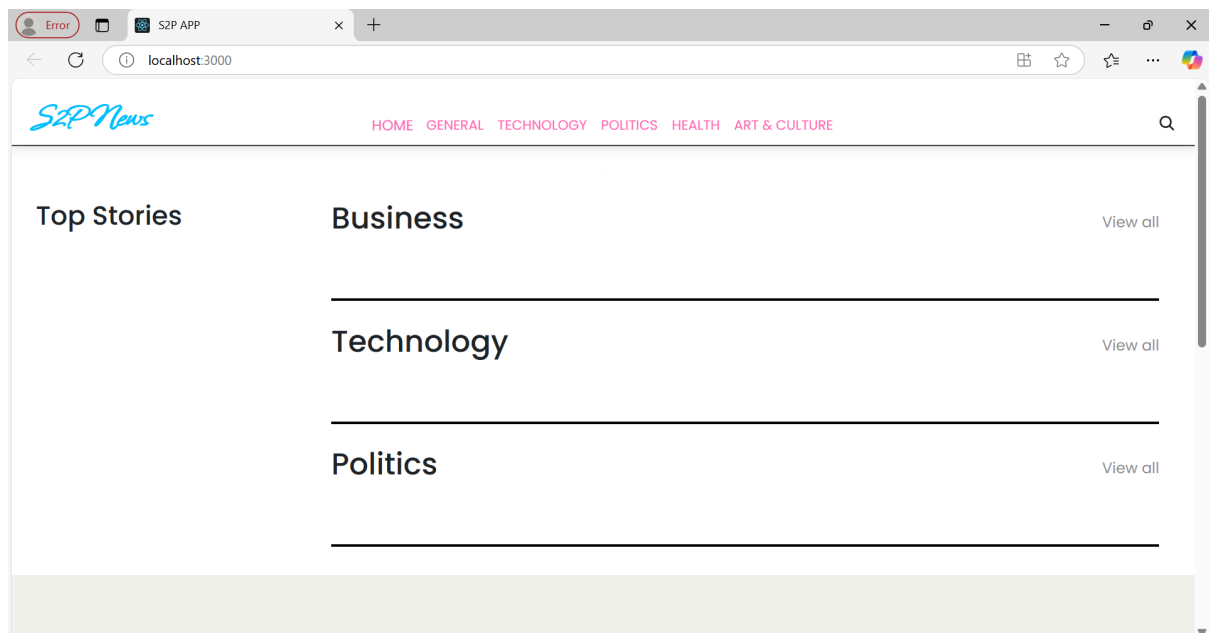 Error
S2P APP
localhost:3000
S2PNews
HOME GENERAL TECHNOLOGY POLITICS HEALTH ART & CULTURE
Top Stories
Business
View all
Technology
View all
Politics
View all